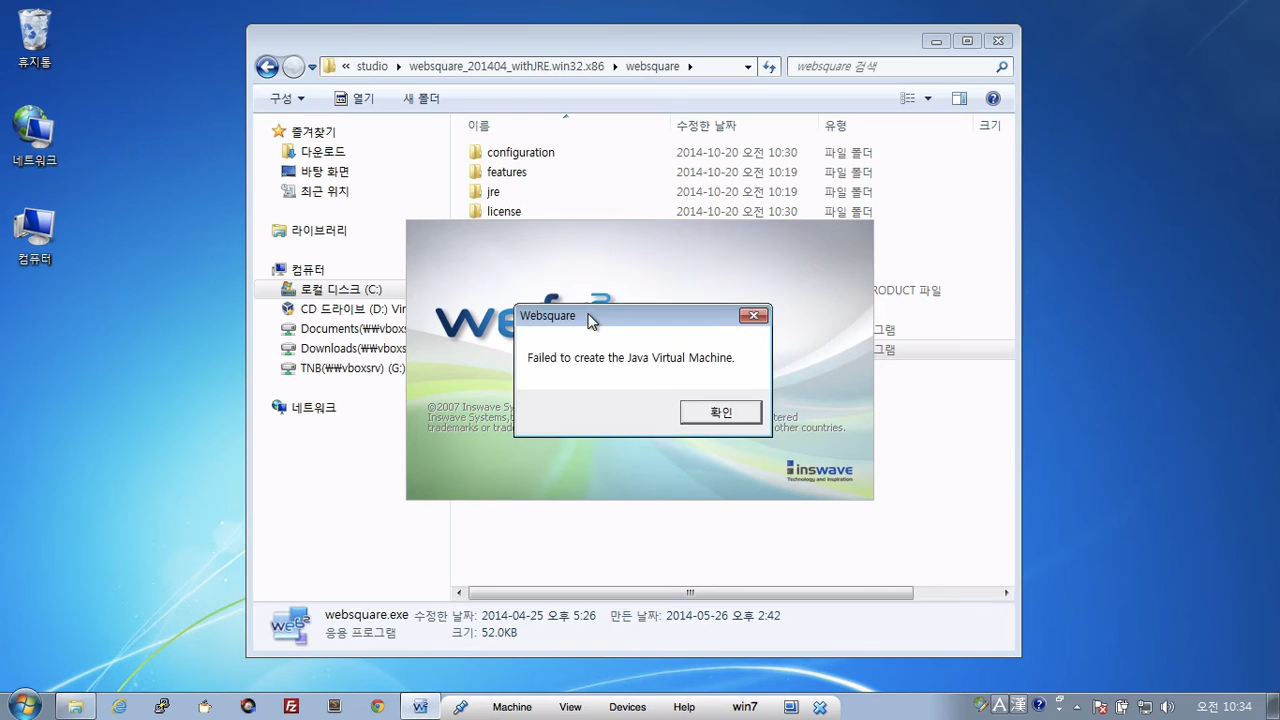 휴지통
네트워크
컴퓨터
« studio ▸ websquare_201404_withJRE.win32.x86 ▸ websquare ▸
websquare 검색
구성 열기 새 폴더
이름 수정한 날짜 유형 크기
즐겨찾기
다운로드
바탕 화면
최근 위치
라이브러리
컴퓨터
로컬 디스크 (C:)
CD 드라이브 (D:) Vir
Documents(₩₩vboxs
Downloads(₩₩vboxs
TNB(₩₩vboxsrv) (G:)
네트워크
configuration 2014-10-20 오전 10:30 파일 폴더
features 2014-10-20 오전 10:19 파일 폴더
jre 2014-10-20 오전 10:19 파일 폴더
license 2014-10-20 오전 10:30 파일 폴더
RODUCT 파일
그램
그램
we
Websquare
Failed to create the Java Virtual Machine.
확인
©2007 Inswave Sy
Inswave Systems, tered
trademarks or trad other countries.
inswave
Technology and Inspiration
web2
websquare.exe 수정한 날짜: 2014-04-25 오후 5:26 만든 날짜: 2014-05-26 오후 2:42
응용 프로그램 크기: 52.0KB
Machine View Devices Help win7
A 漢
오전 10:34